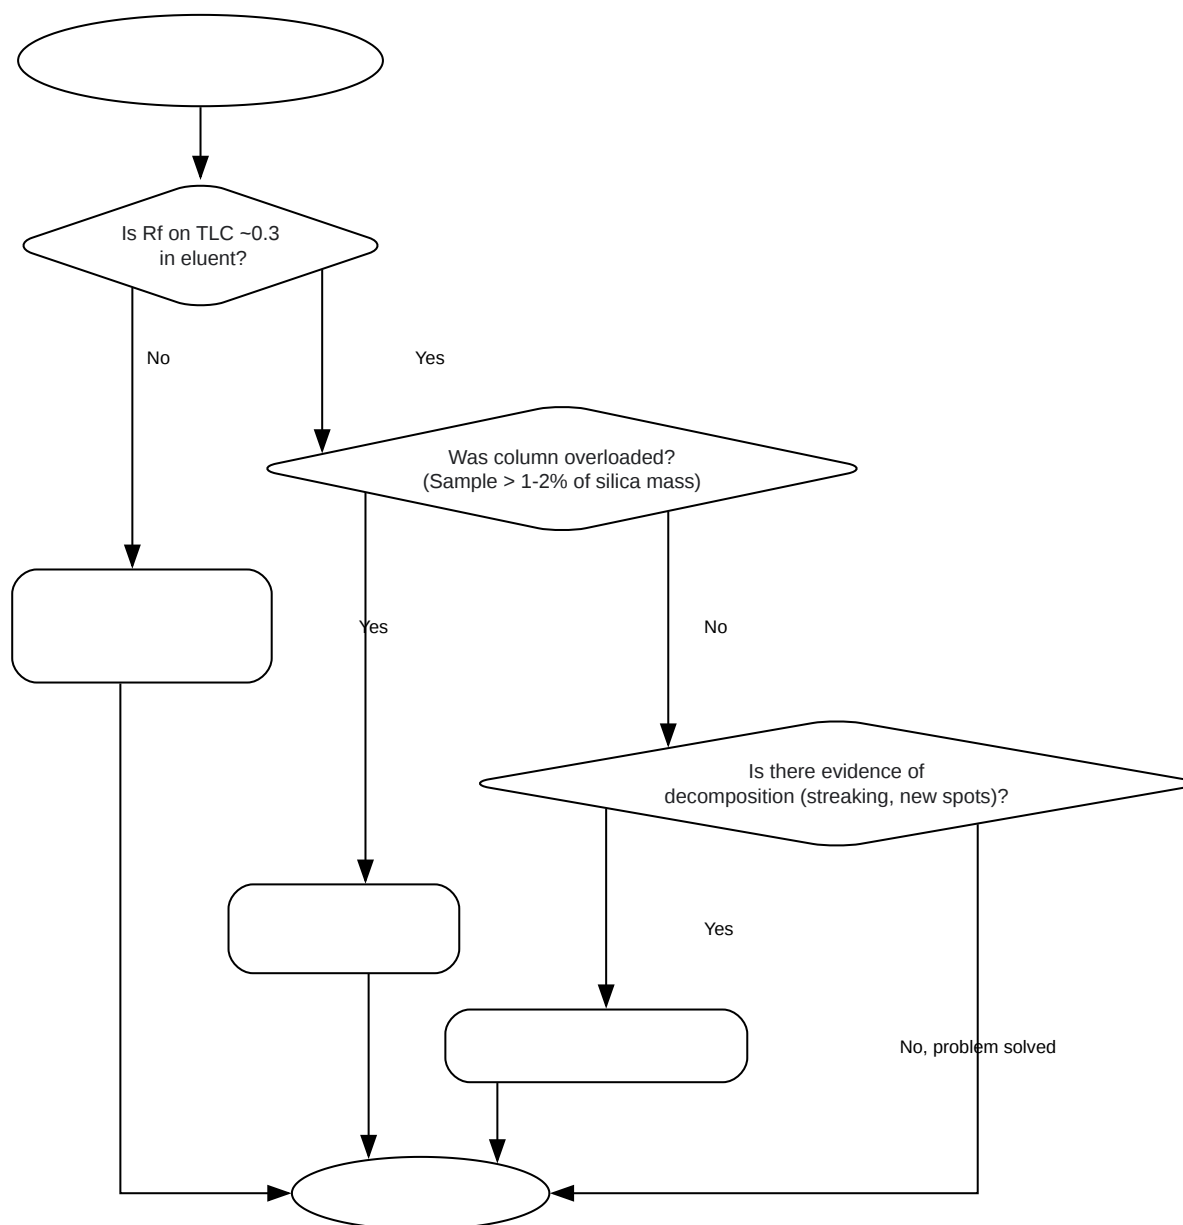 Is Rf on TLC ~0.3
in eluent?
No
Yes
Was column overloaded?
(Sample > 1-2% of silica mass)
Yes
No
Is there evidence of
decomposition (streaking, new spots)?
Yes
No, problem solved